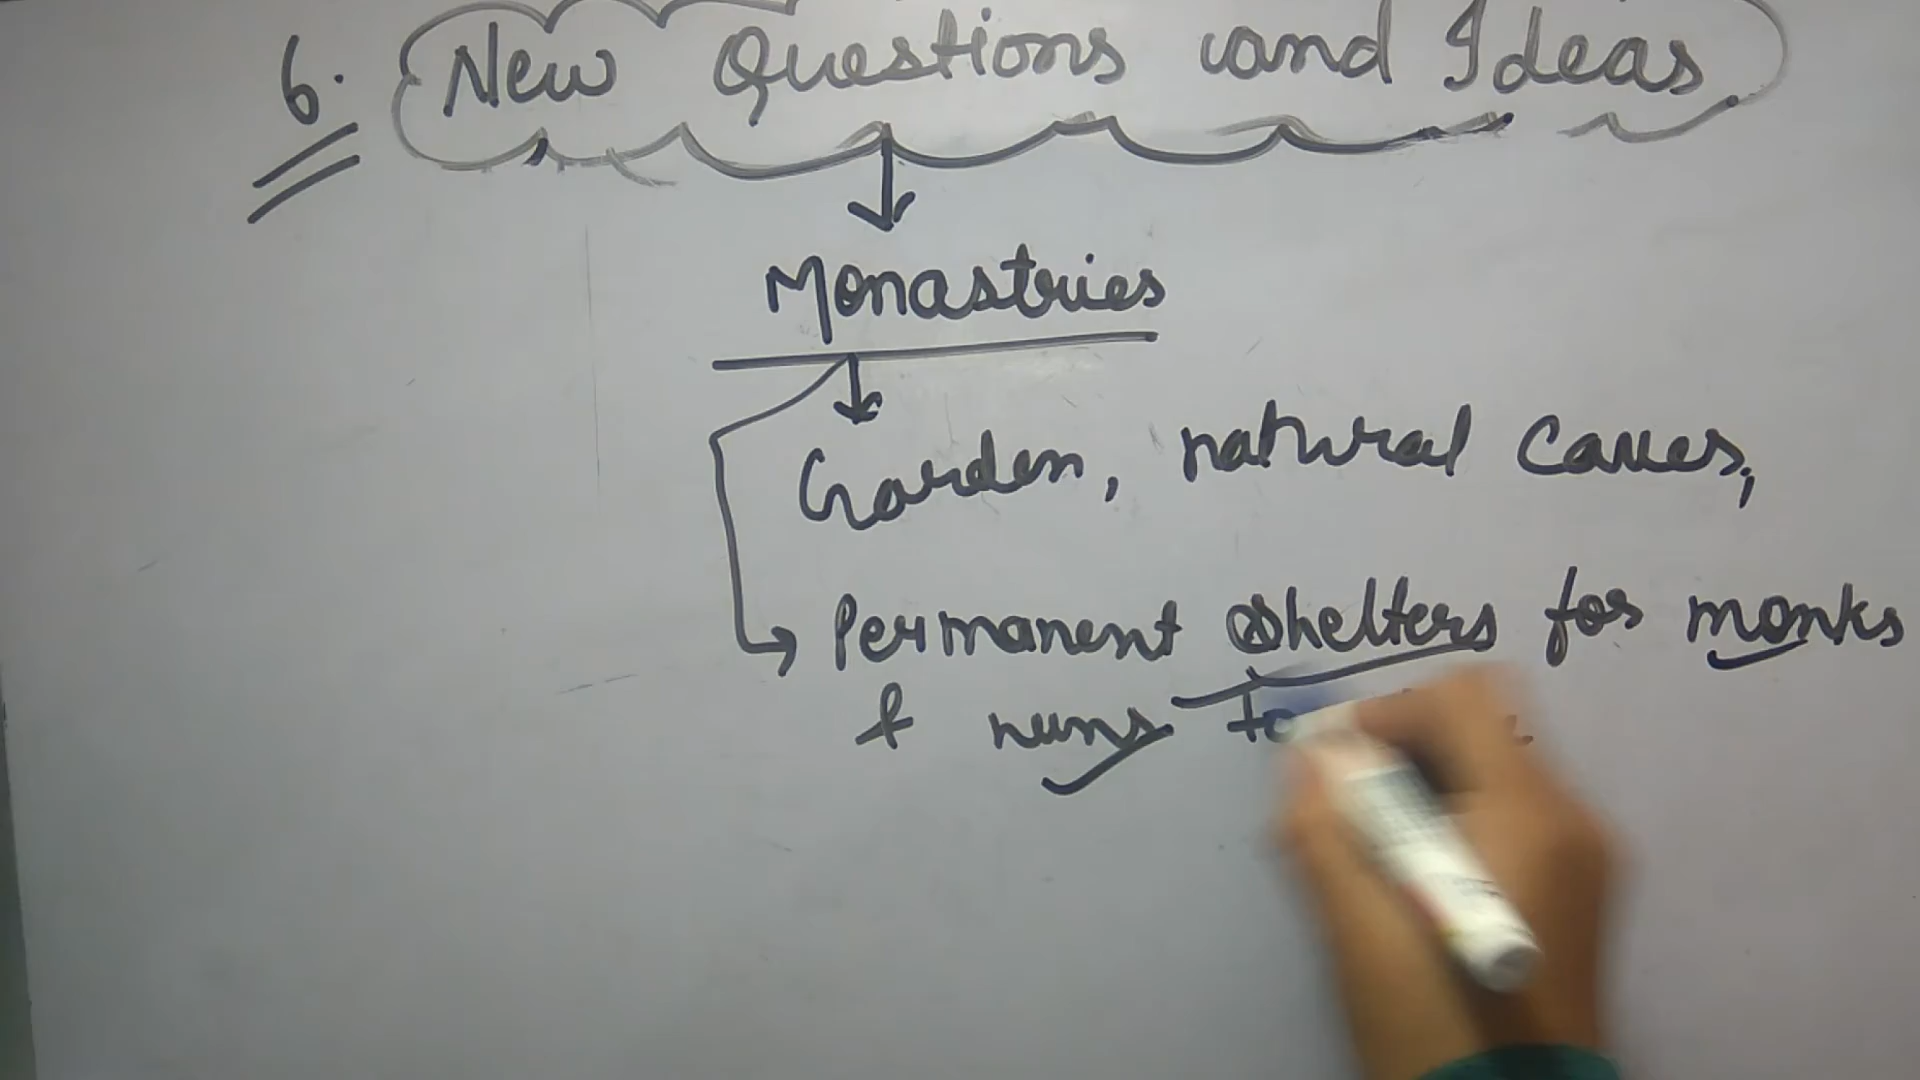 6. New Questions and Ideas
Monastries
Garden, natural caves,
Permanent shelters for monks
& nuns